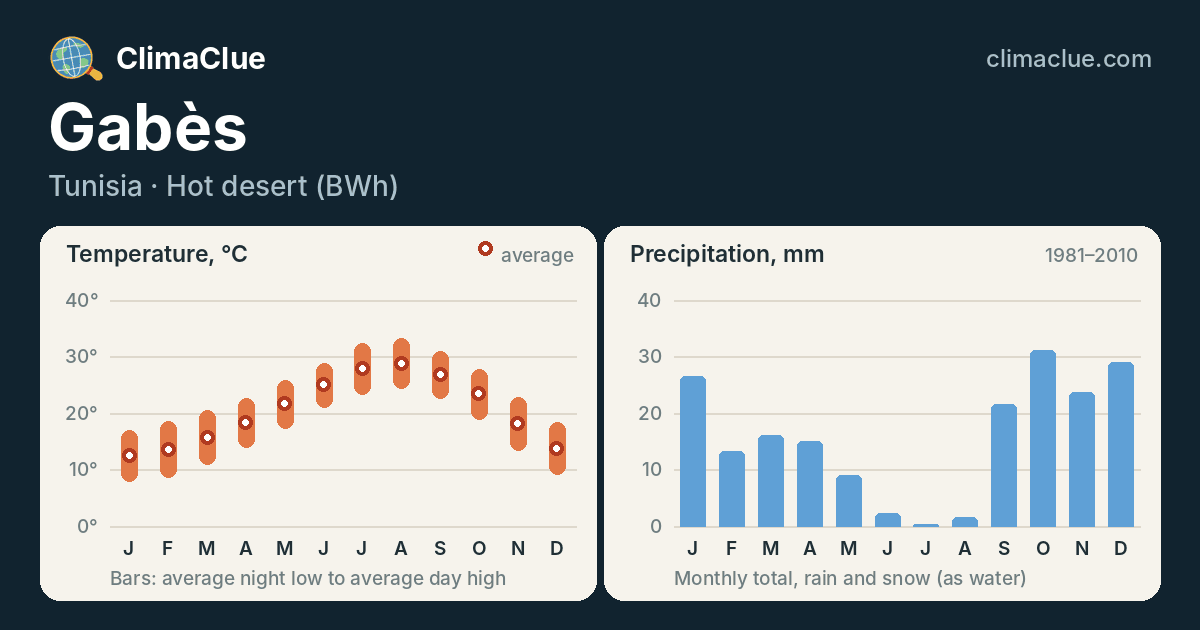 ClimaClue
climaclue.com
Gabès
Tunisia · Hot desert (BWh)
Temperature, °C
average
40°
30°
20°
10°
0°
J F M A M J J A S O N D
Bars: average night low to average day high
Precipitation, mm
1981–2010
40
30
20
10
0
J F M A M J J A S O N D
Monthly total, rain and snow (as water)